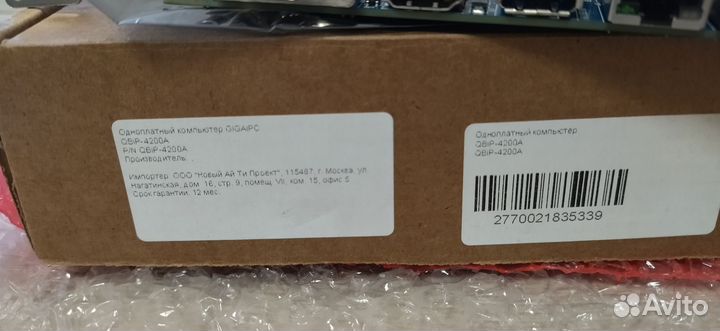 Одноплатный компьютер GIGAIPC
QBiP-4200A
P/N QBiP-4200A
Производитель: ,
Импортер: ООО "Новый Ай Ти Проект", 115487, г. Москва, ул.
Нагатинская, дом. 16, стр. 9, помещ. VII, ком. 15, офис 5
Срок гарантии: 12 мес.
Одноплатный компьютер
QBiP-4200A
QBiP-4200A
2770021835339
Avito